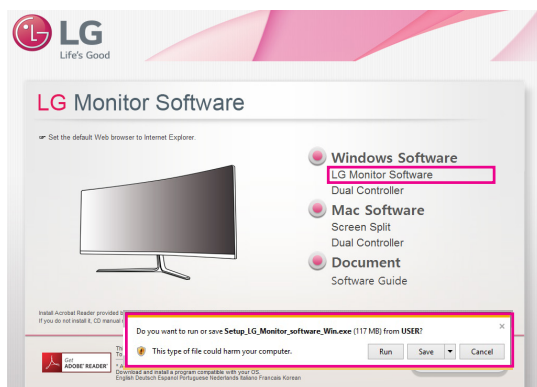 LG
Life's Good
LG Monitor Software
☞ Set the default Web browser to Internet Explorer.
Windows Software
LG Monitor Software
Dual Controller
Mac Software
Screen Split
Dual Controller
Document
Software Guide
Install Acrobat Reader provided
If you do not install it, CD manual
Do you want to run or save Setup_LG_Monitor_software_Win.exe (117 MB) from USER?
×
This type of file could harm your computer.
Run
Save
Cancel
Get
ADOBE® READER®
Download and install a program compatible with your OS.
English Deutsch Espanol Portuguese Nederlands Italiana Francais Korean